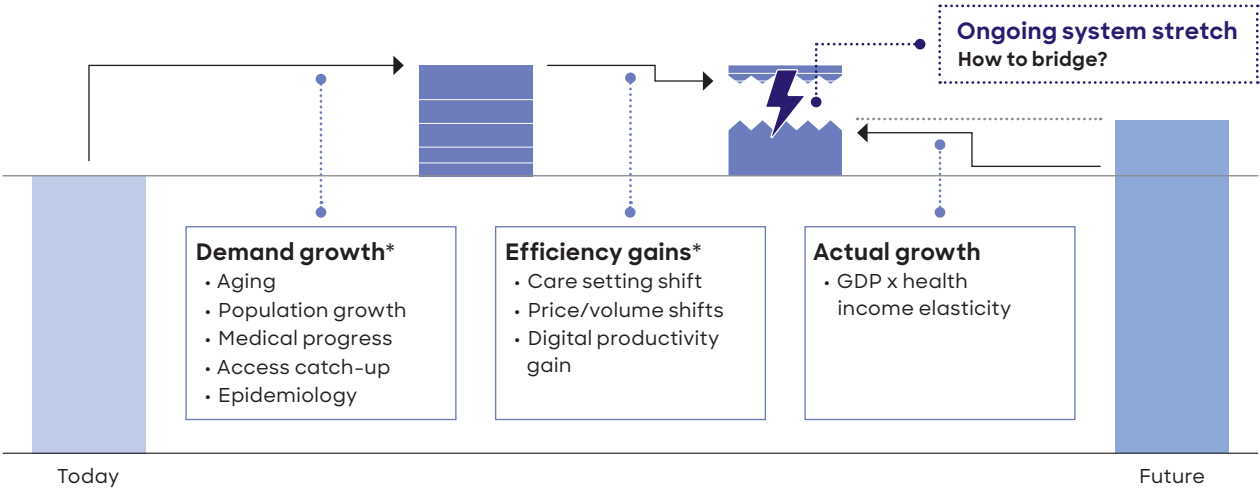 Ongoing system stretch
How to bridge?
Demand growth*
• Aging
• Population growth
• Medical progress
• Access catch-up
• Epidemiology
Efficiency gains*
• Care setting shift
• Price/volume shifts
• Digital productivity
gain
Actual growth
• GDP x health
income elasticity
Today
Future